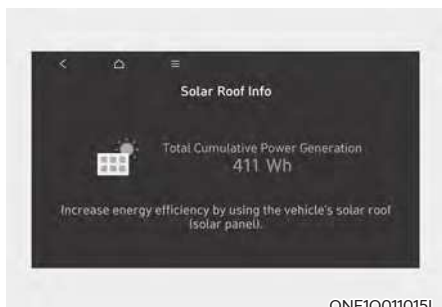 Solar Roof Info
Total Cumulative Power Generation
411 Wh
Increase energy efficiency by using the vehicle's solar roof
(solar panel).